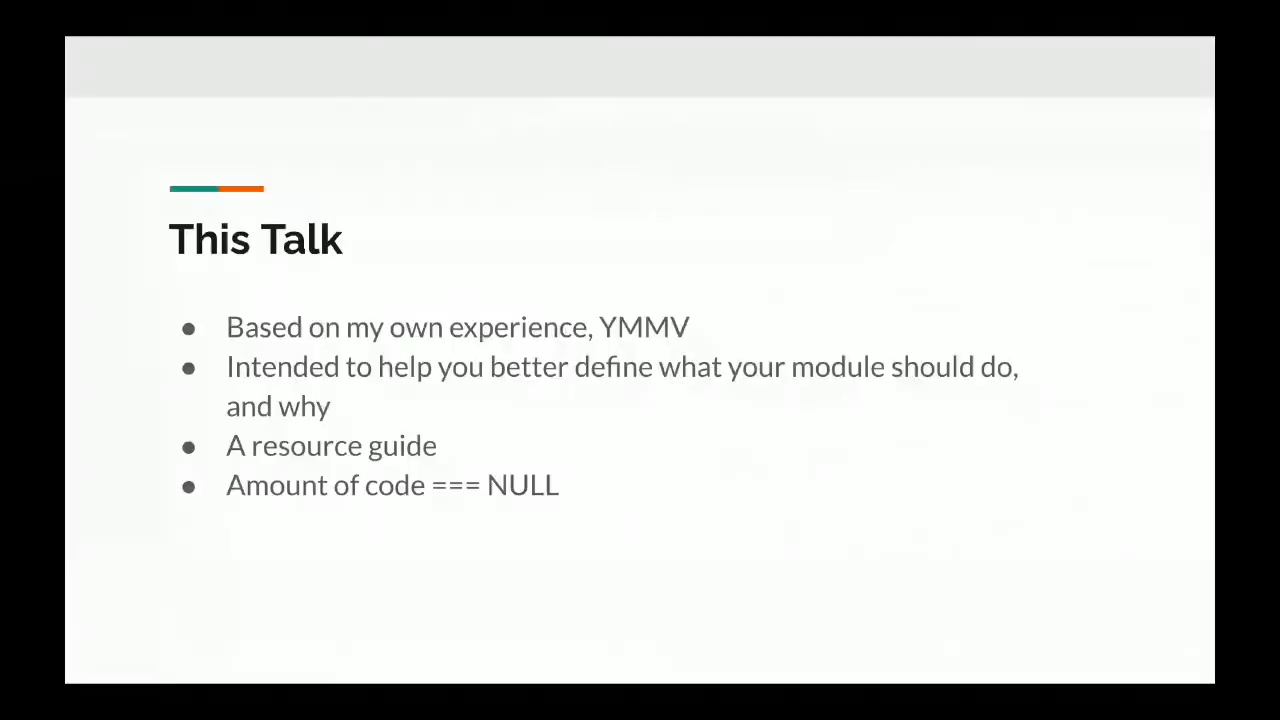 This Talk
● Based on my own experience, YMMV
● Intended to help you better define what your module should do,
and why
● A resource guide
● Amount of code === NULL